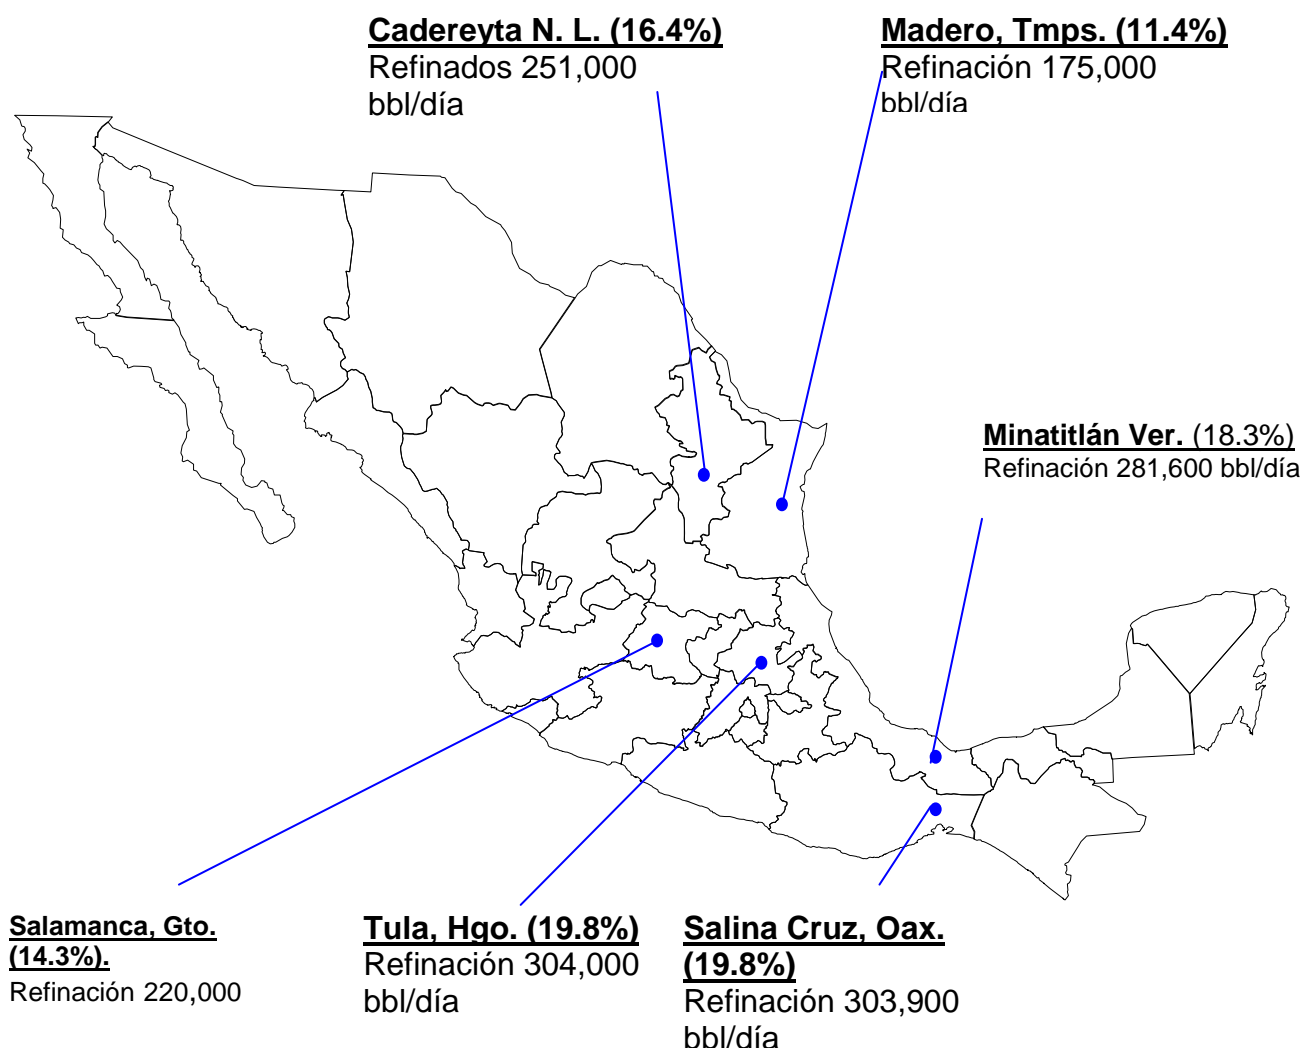 Cadereyta N. L. (16.4%)
Refinados 251,000
bbl/día
Madero, Tmps. (11.4%)
Refinación 175,000
bbl/día
Minatitlán Ver. (18.3%)
Refinación 281,600 bbl/día
Salamanca, Gto.
(14.3%).
Refinación 220,000
Tula, Hgo. (19.8%)
Refinación 304,000
bbl/día
Salina Cruz, Oax.
(19.8%)
Refinación 303,900
bbl/día